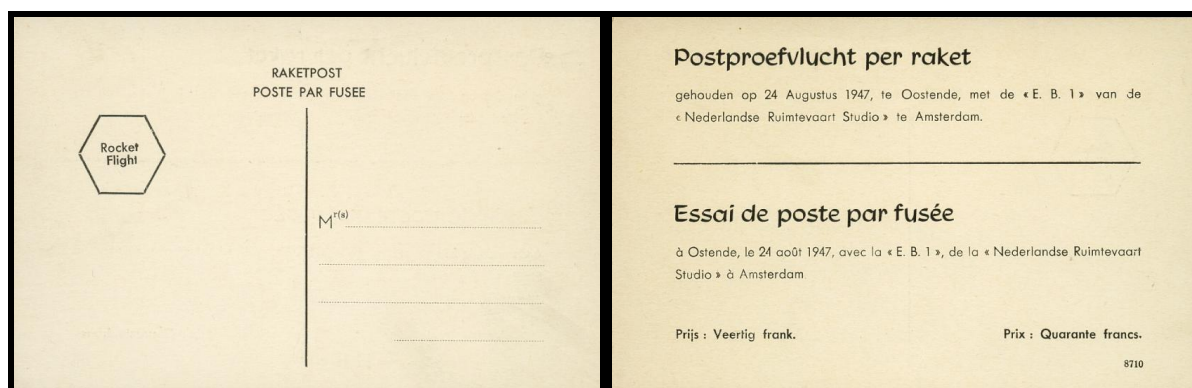 RAKETPOST
POSTE PAR FUSEE
Rocket
Flight
Mr(s)
Postproefvlucht per raket
gehouden op 24 Augustus 1947, te Oostende, met de « E. B. 1 » van de
« Nederlandse Ruimtevaart Studio » te Amsterdam.
Essai de poste par fusée
à Ostende, le 24 août 1947, avec la « E. B. 1 », de la « Nederlandse Ruimtevaart
Studio » à Amsterdam
Prijs : Veertig frank.
Prix : Quarante francs.
8710